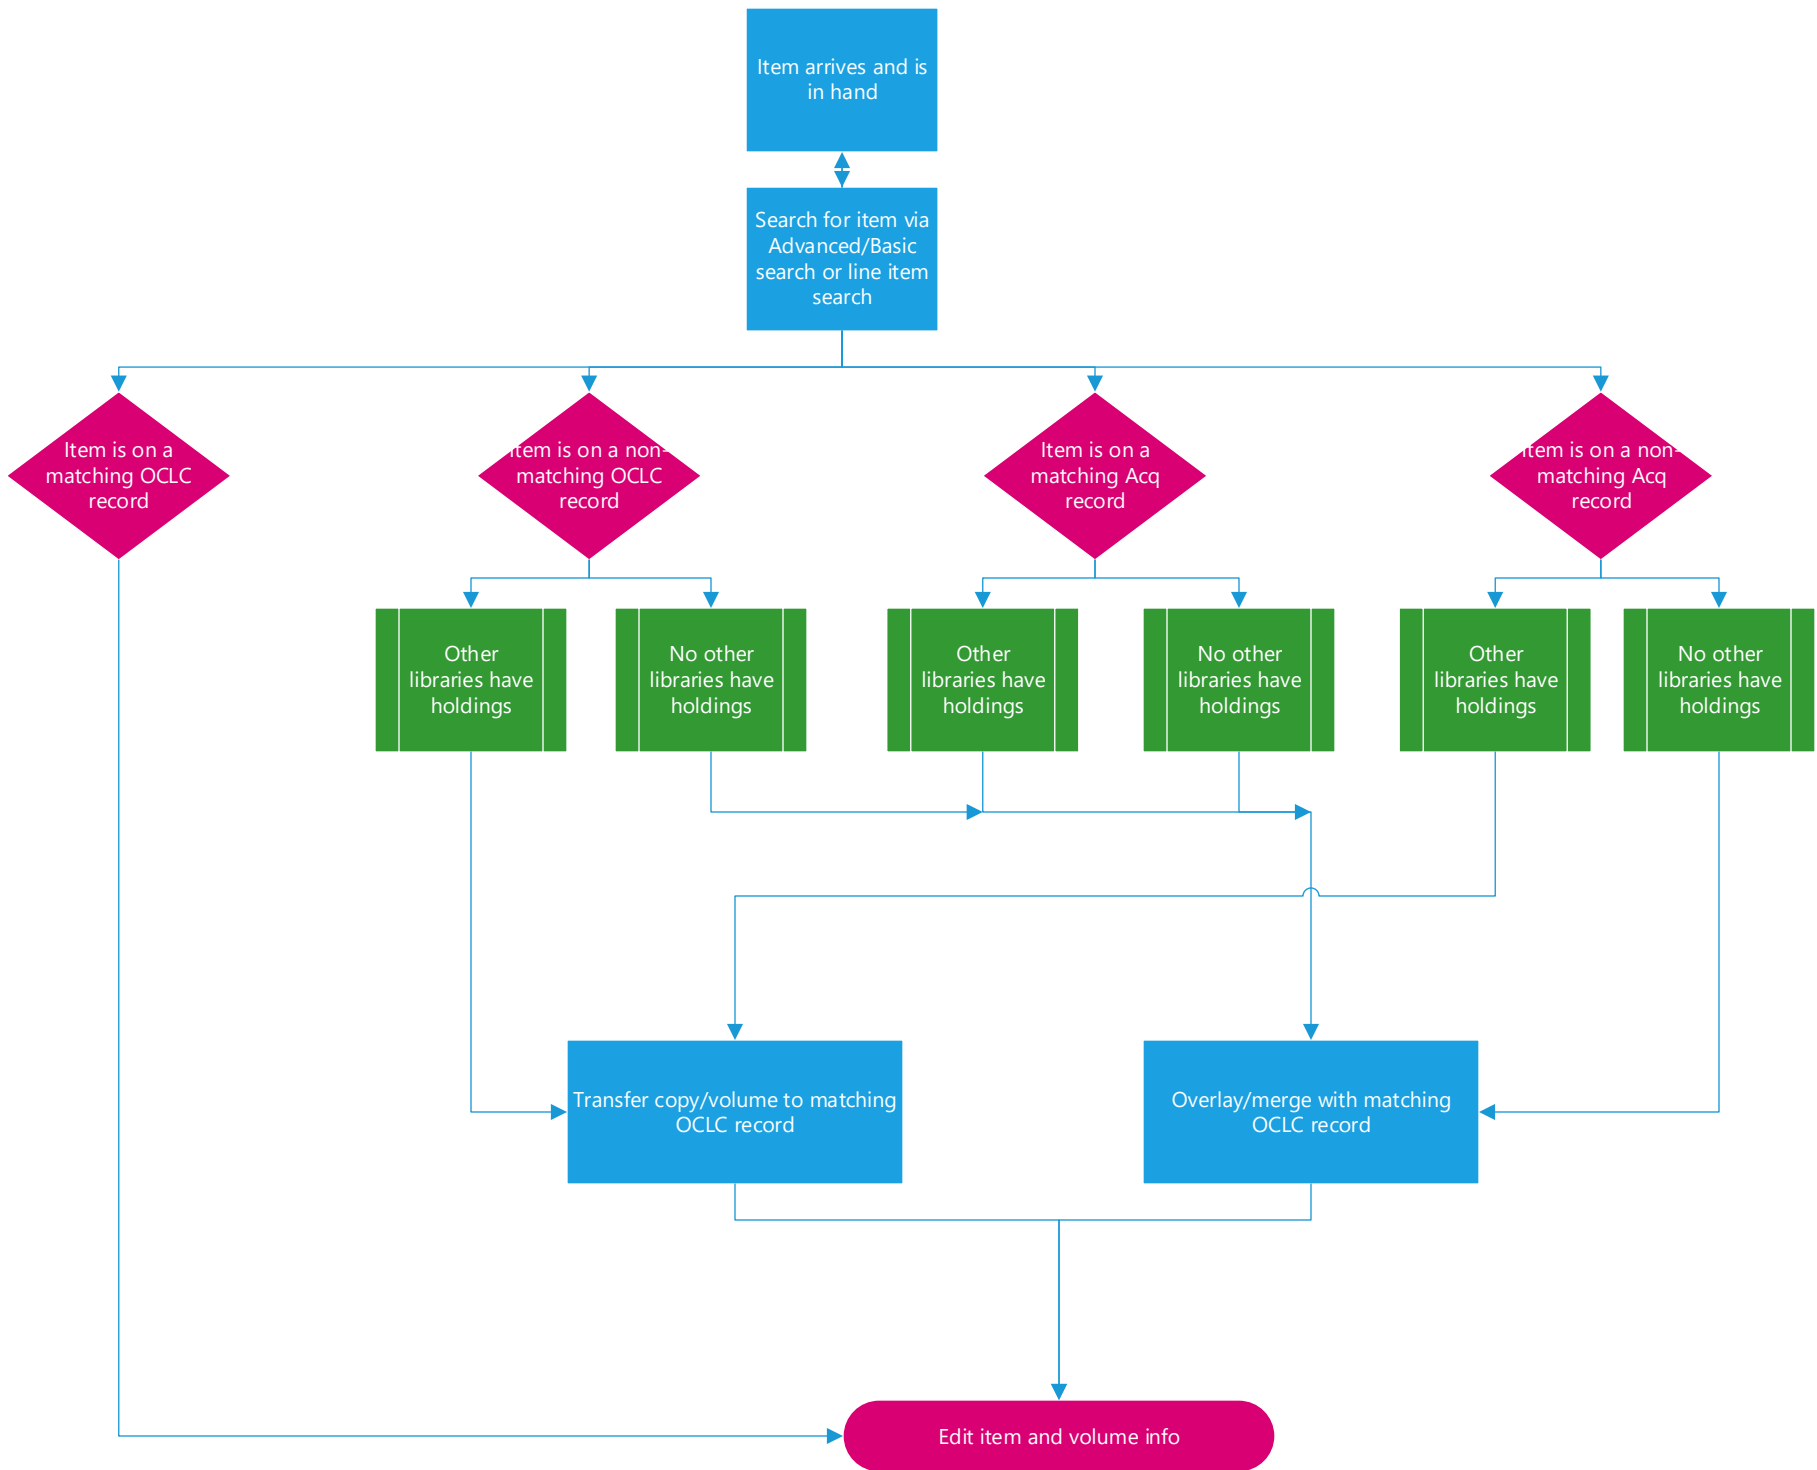 Item arrives and is
in hand
Search for item via
Advanced/Basic
search or line item
search
Item is on a
matching OCLC
record
Item is on a non-
matching OCLC
record
Item is on a
matching Acq
record
Item is on a non-
matching Acq
record
Other
libraries have
holdings
No other
libraries have
holdings
Other
libraries have
holdings
No other
libraries have
holdings
Other
libraries have
holdings
No other
libraries have
holdings
Transfer copy/volume to matching
OCLC record
Overlay/merge with matching
OCLC record
Edit item and volume info